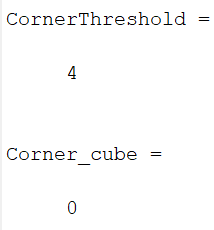 CornerThreshold =
4
Corner_cube =
0